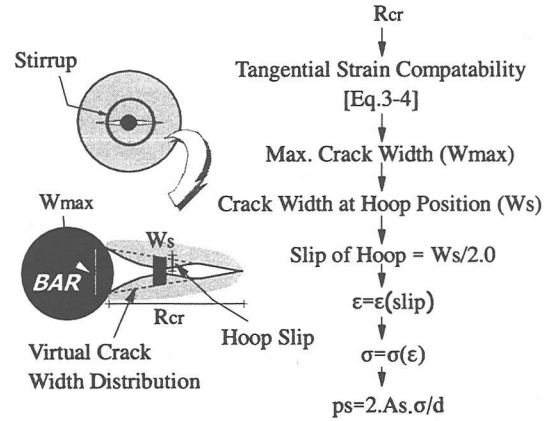 Stirrup
Wmax
Ws
BAR
Rcr
Hoop Slip
Virtual Crack
Width Distribution
Rcr
Tangential Strain Compatability
[Eq.3-4]
Max. Crack Width (Wmax)
Crack Width at Hoop Position (Ws)
Slip of Hoop = Ws/2.0
ε=ε(slip)
σ=σ(ε)
ps=2.As.σ/d